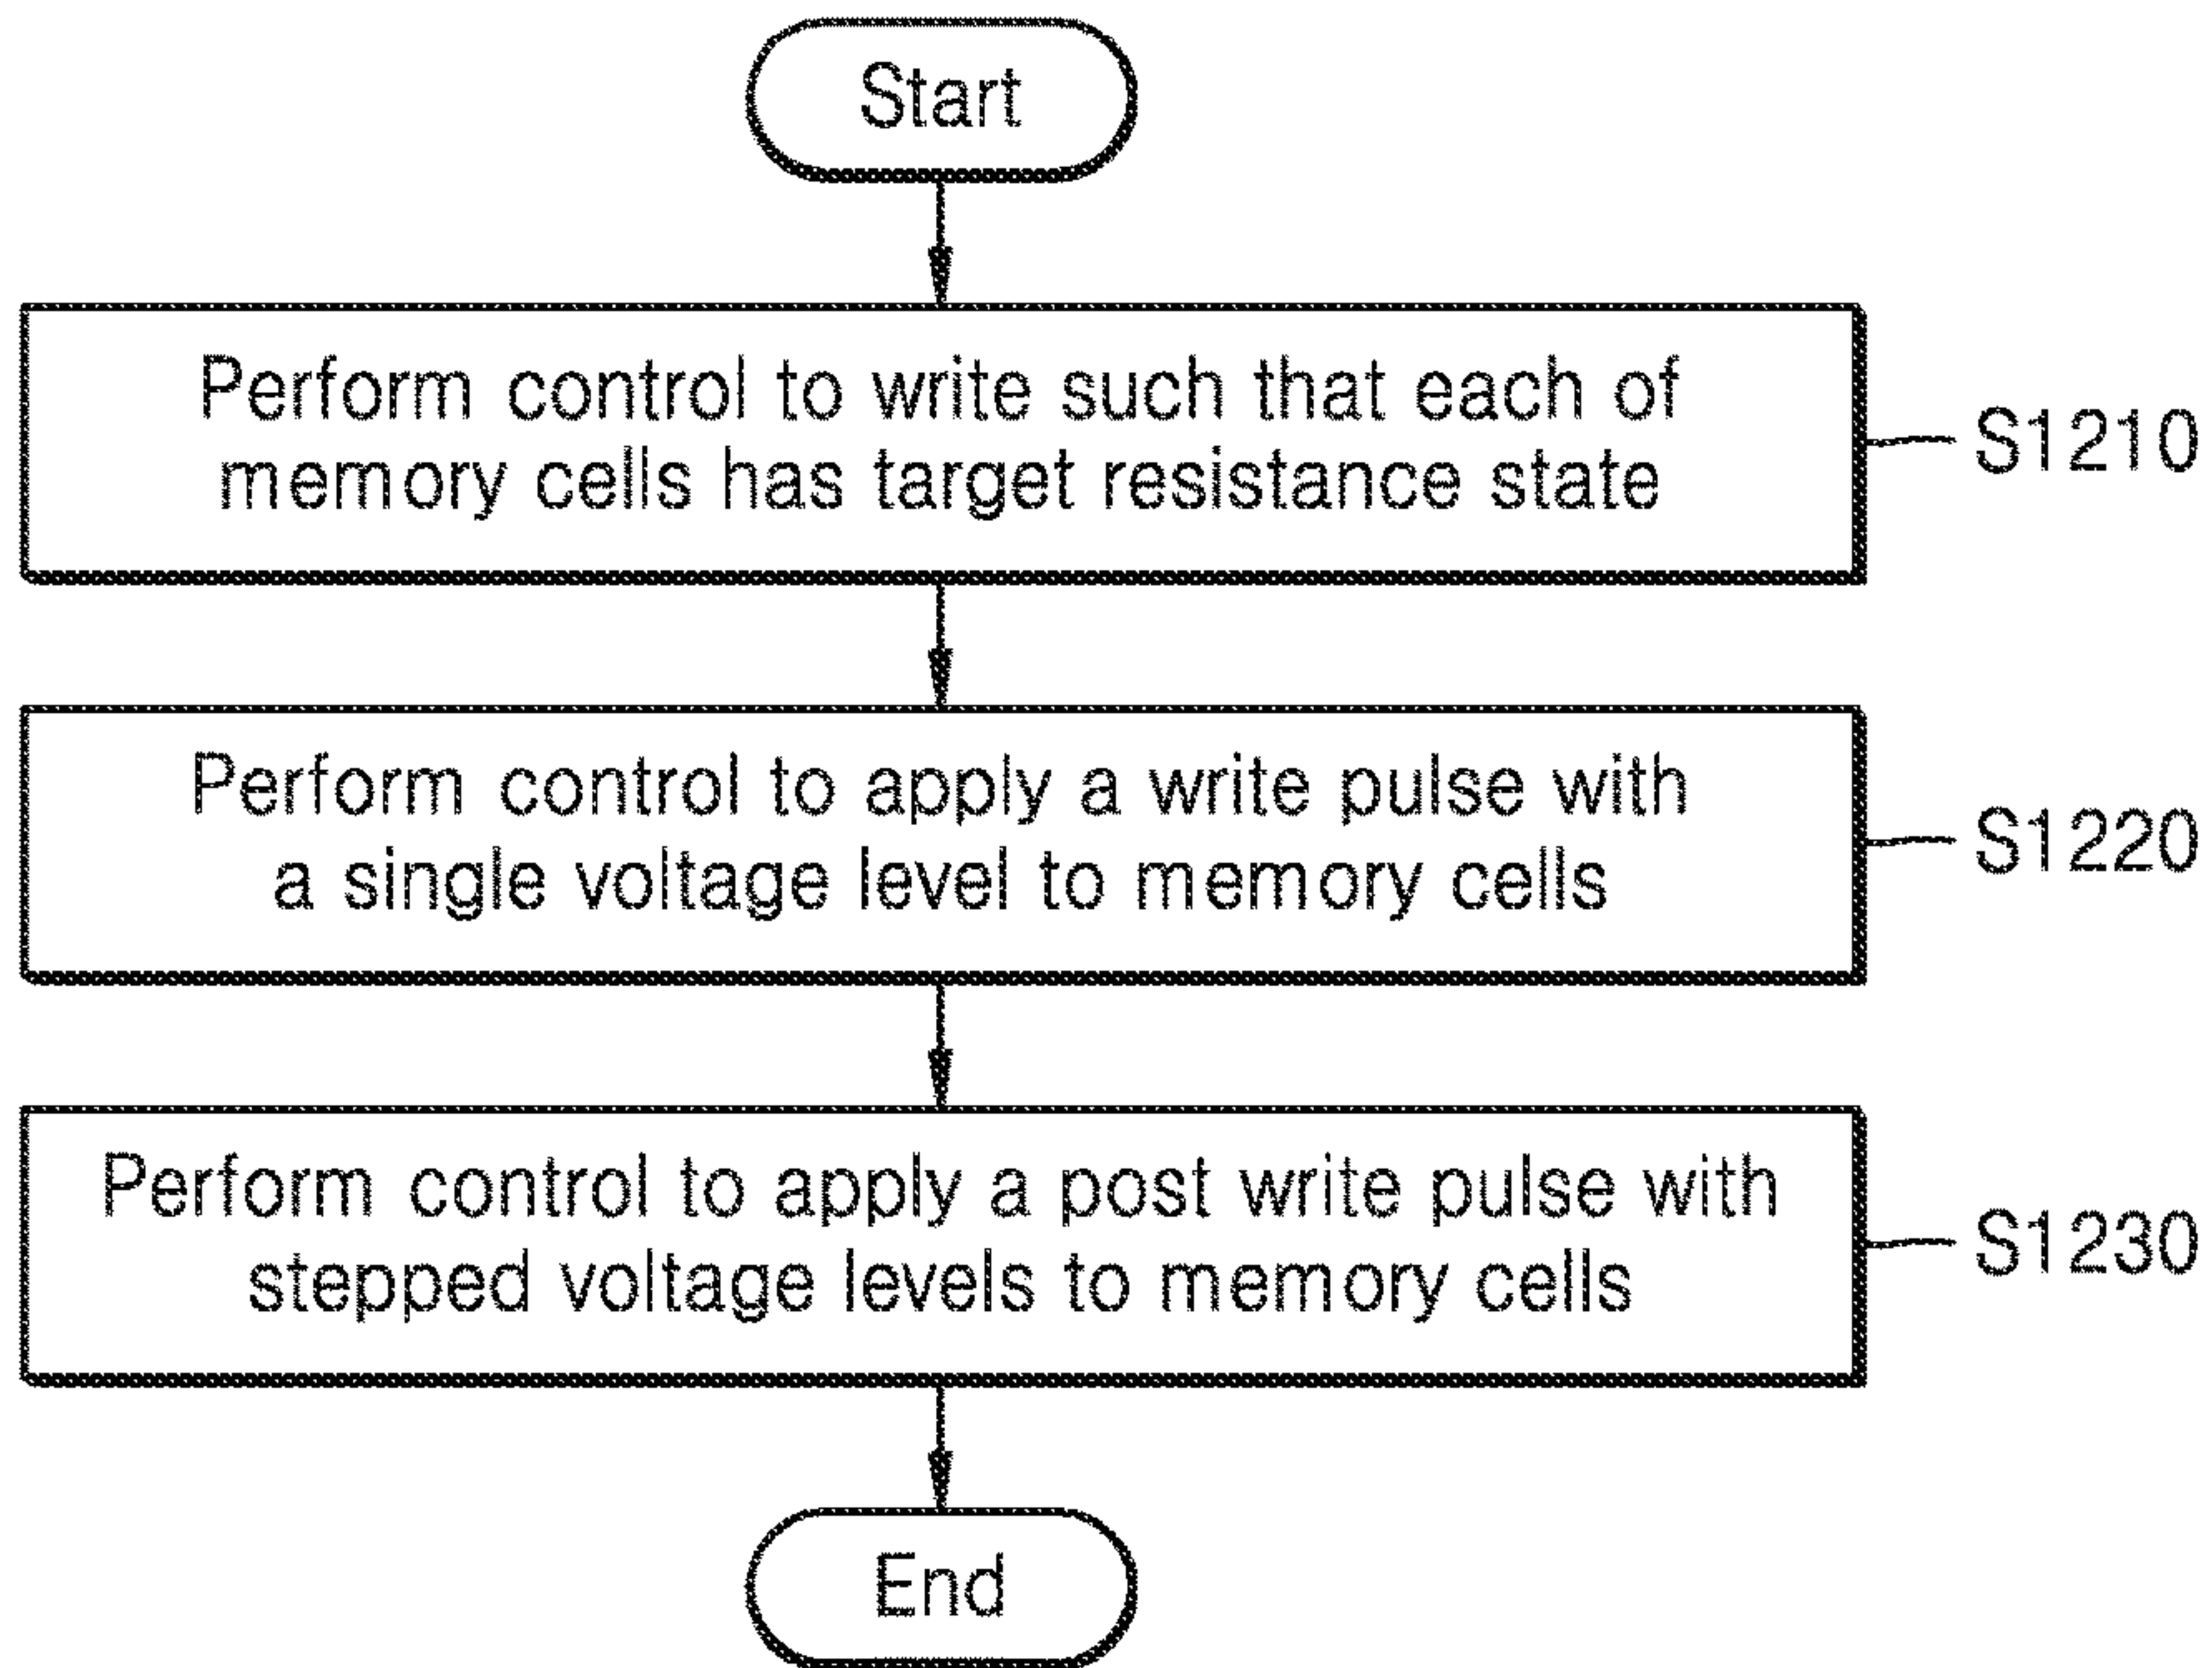 Start
Perform control to write such that each of
memory cells has target resistance state
S1210
Perform control to apply a write pulse with
a single voltage level to memory cells
S1220
Perform control to apply a post write pulse with
stepped voltage levels to memory cells
S1230
End